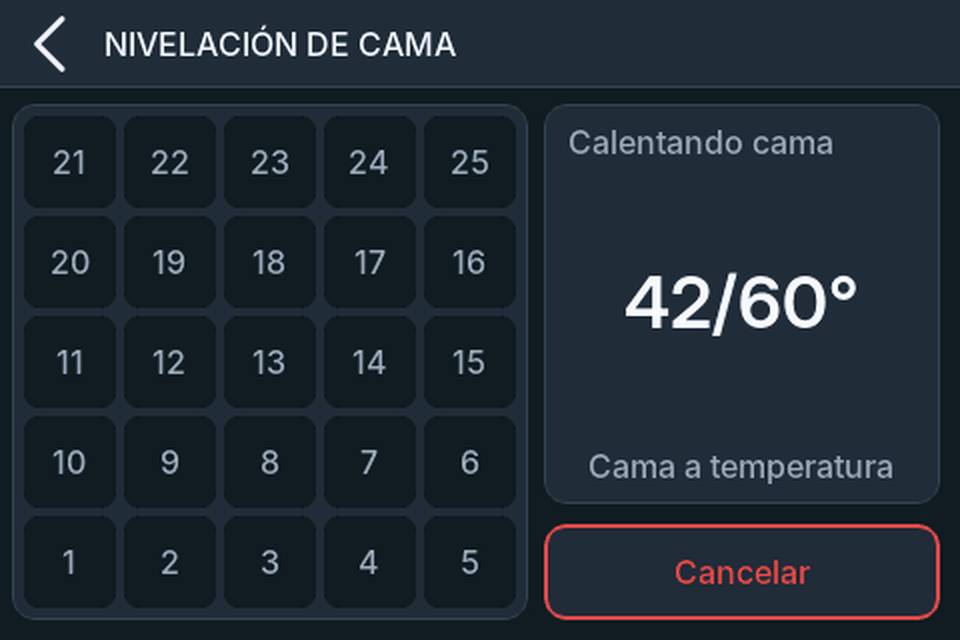 NIVELACIÓN DE CAMA
21 22 23 24 25
20 19 18 17 16
11 12 13 14 15
10 9 8 7 6
1 2 3 4 5
Calentando cama
42/60°
Cama a temperatura
Cancelar